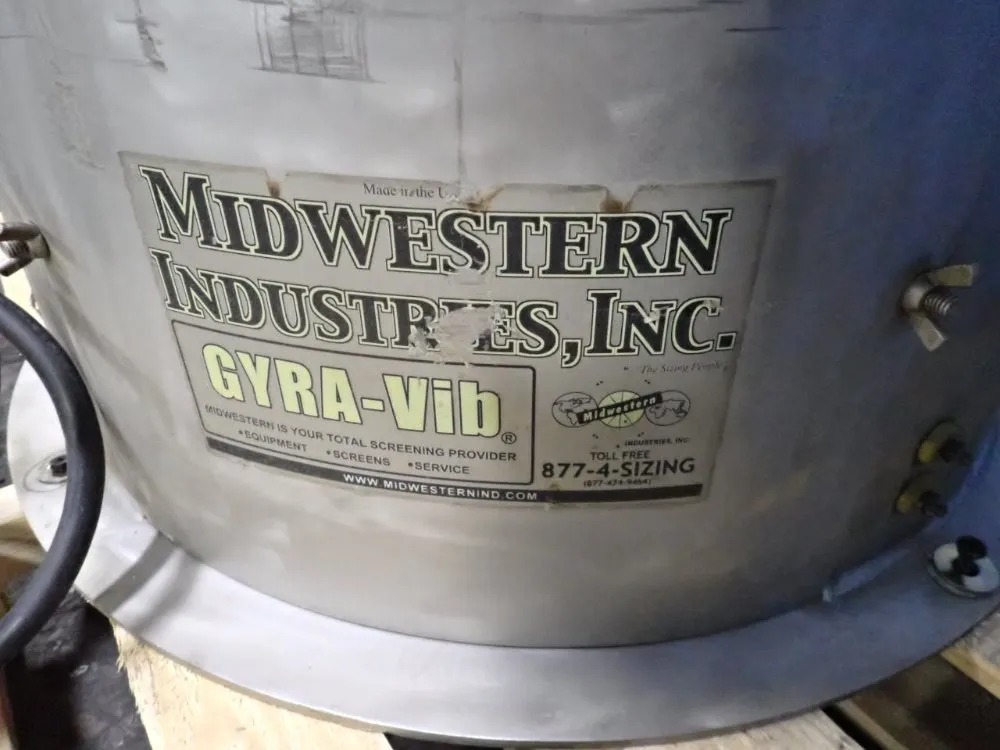 Made in the U
MIDWESTERN
INDUSTRIES, INC.
The Sizing People
GYRA-Vib®
MIDWESTERN IS YOUR TOTAL SCREENING PROVIDER
•EQUIPMENT •SCREENS •SERVICE
WWW.MIDWESTERNIND.COM
Midwestern
INDUSTRIES, INC.
TOLL FREE
877-4-SIZING
(877-474-9464)